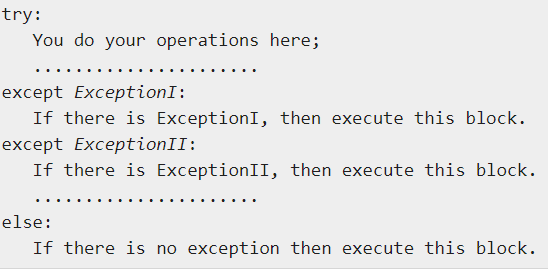 try:
You do your operations here;
......................
except ExceptionI:
If there is ExceptionI, then execute this block.
except ExceptionII:
If there is ExceptionII, then execute this block.
......................
else:
If there is no exception then execute this block.